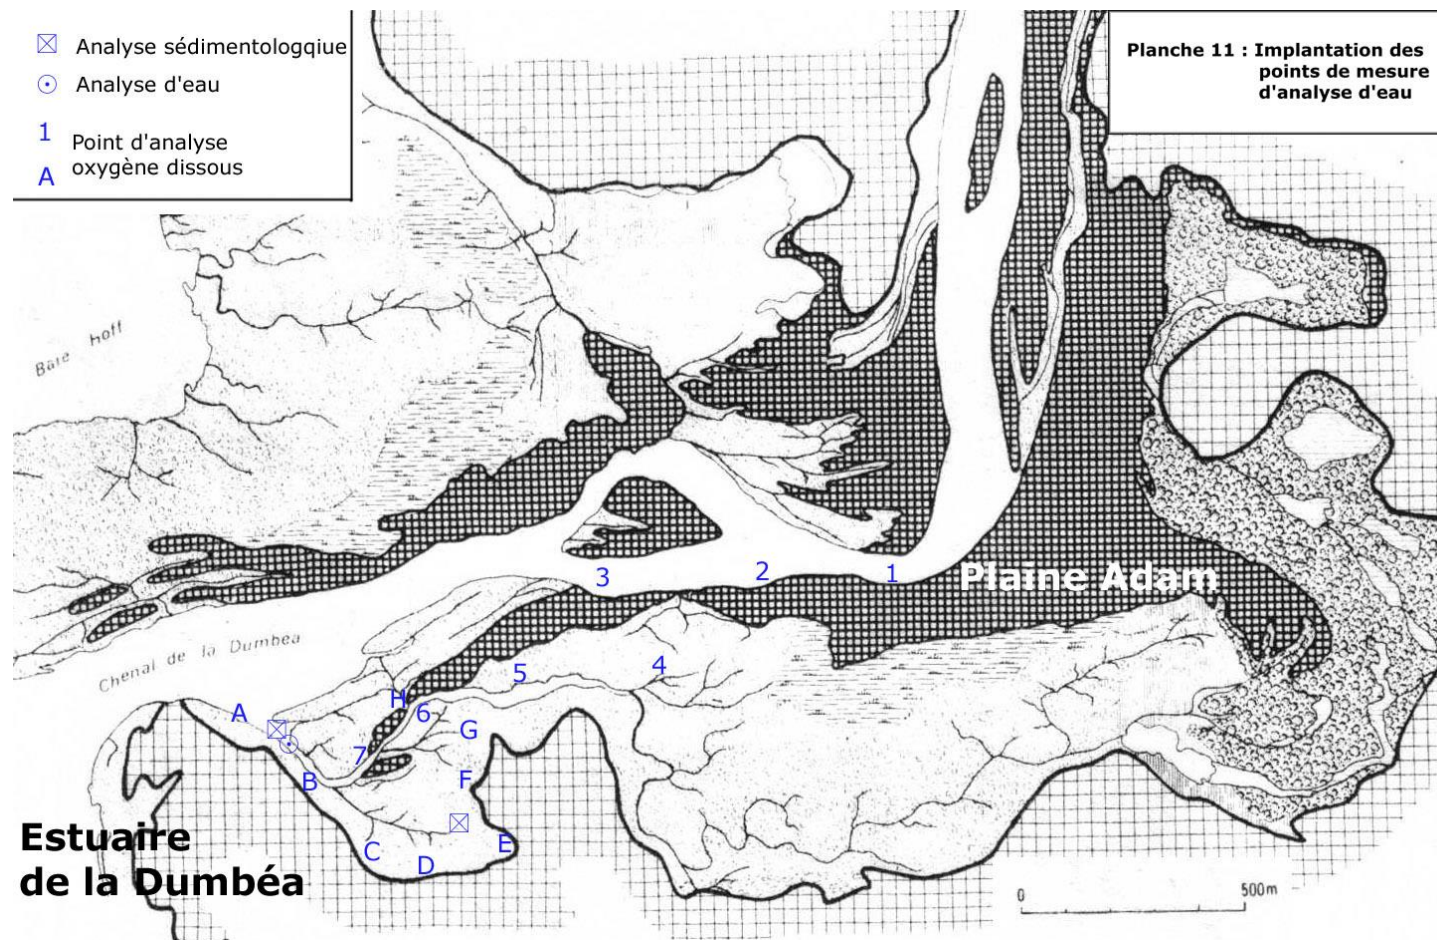 Analyse sédimentologqiue
Analyse d'eau
1
Point d'analyse
A
oxygène dissous
Planche 11 : Implantation des
points de mesure
d'analyse d'eau
Baie Hoff
3
2
1
Plaine Adam
Chenal de la Dumbéa
5
4
H
A
6
G
7
B
F
Estuaire
de la Dumbéa
C
D
E
0
500m